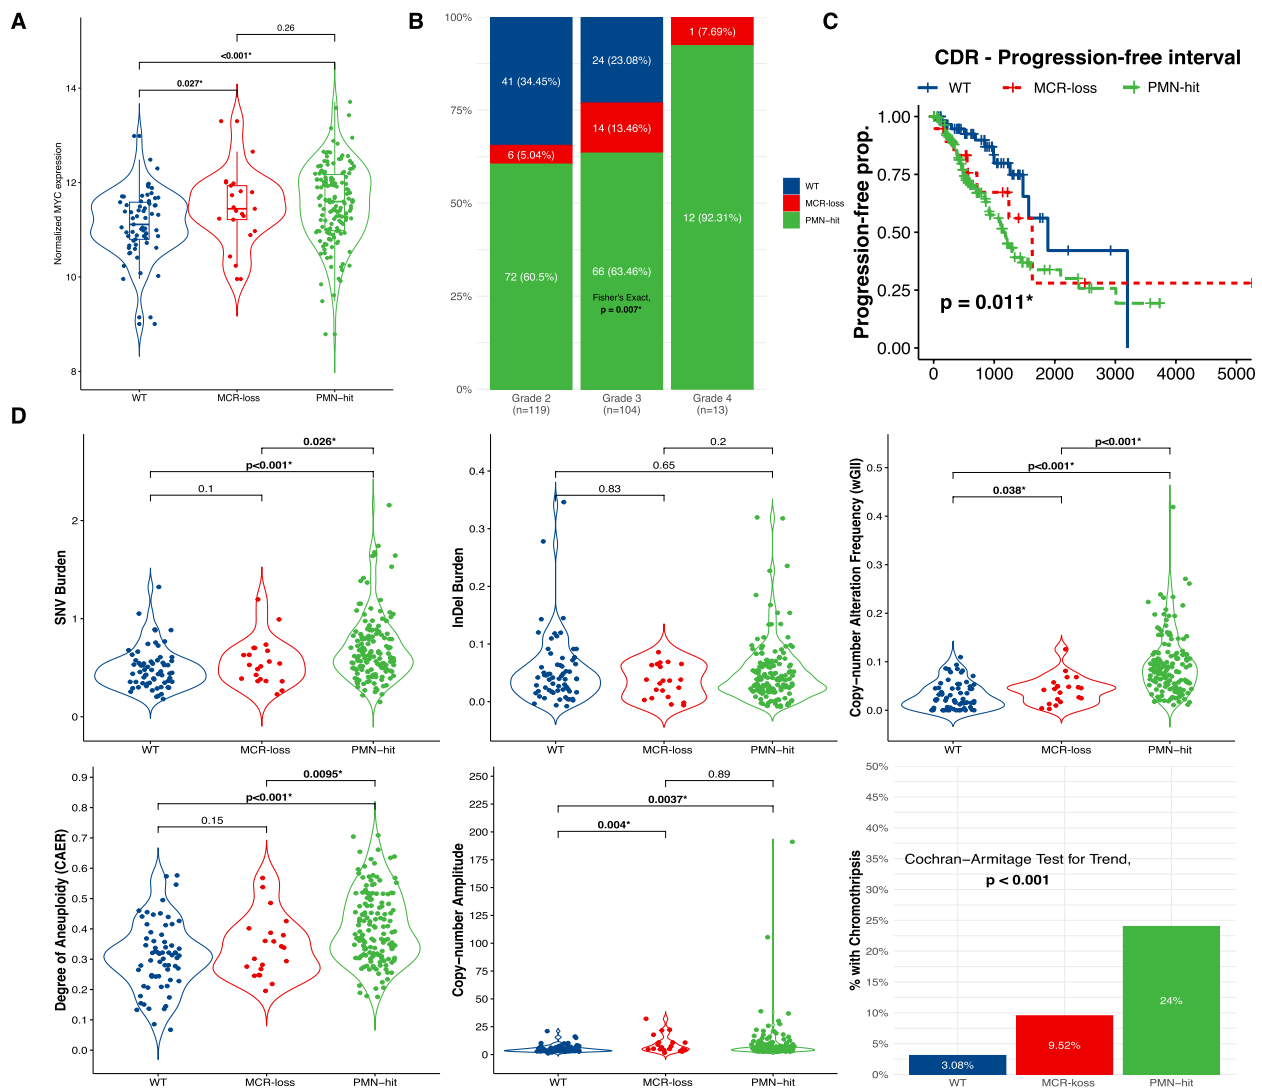 A
0.26
<0.001*
0.027*
Normalized MYC expression
14
12
10
8
WT
MCR-loss
PMN−hit
B
100%
75%
50%
25%
0%
41 (34.45%)
6 (5.04%)
72 (60.5%)
24 (23.08%)
14 (13.46%)
66 (63.46%)
Fisher's Exact,
p = 0.007*
1 (7.69%)
12 (92.31%)
Grade 2
(n=119)
Grade 3
(n=104)
Grade 4
(n=13)
WT
MCR−loss
PMN−hit
C
CDR - Progression-free interval
WT
MCR-loss
PMN-hit
Progression-free prop.
1.00
0.75
0.50
0.25
0.00
p = 0.011*
0
1000
2000
3000
4000
5000
D
SNV Burden
2
1
0
0.026*
p<0.001*
0.1
WT
MCR-loss
PMN−hit
InDel Burden
0.4
0.3
0.2
0.1
0.0
0.2
0.65
0.83
WT
MCR-loss
PMN−hit
Copy−number Alteration Frequency (wGII)
0.5
0.4
0.3
0.2
0.1
0.0
p<0.001*
p<0.001*
0.038*
WT
MCR-loss
PMN−hit
Degree of Aneuploidy (CAER)
0.9
0.8
0.7
0.6
0.5
0.4
0.3
0.2
0.1
0.0
0.0095*
p<0.001*
0.15
WT
MCR-loss
PMN−hit
Copy−number Amplitude
250
225
200
175
150
125
100
75
50
25
0
0.89
0.0037*
0.004*
WT
MCR-loss
PMN−hit
% with Chromothripsis
50%
45%
40%
35%
30%
25%
20%
15%
10%
5%
0%
Cochran−Armitage Test for Trend,
p < 0.001
3.08%
9.52%
24%
WT
MCR-koss
PMN−hit